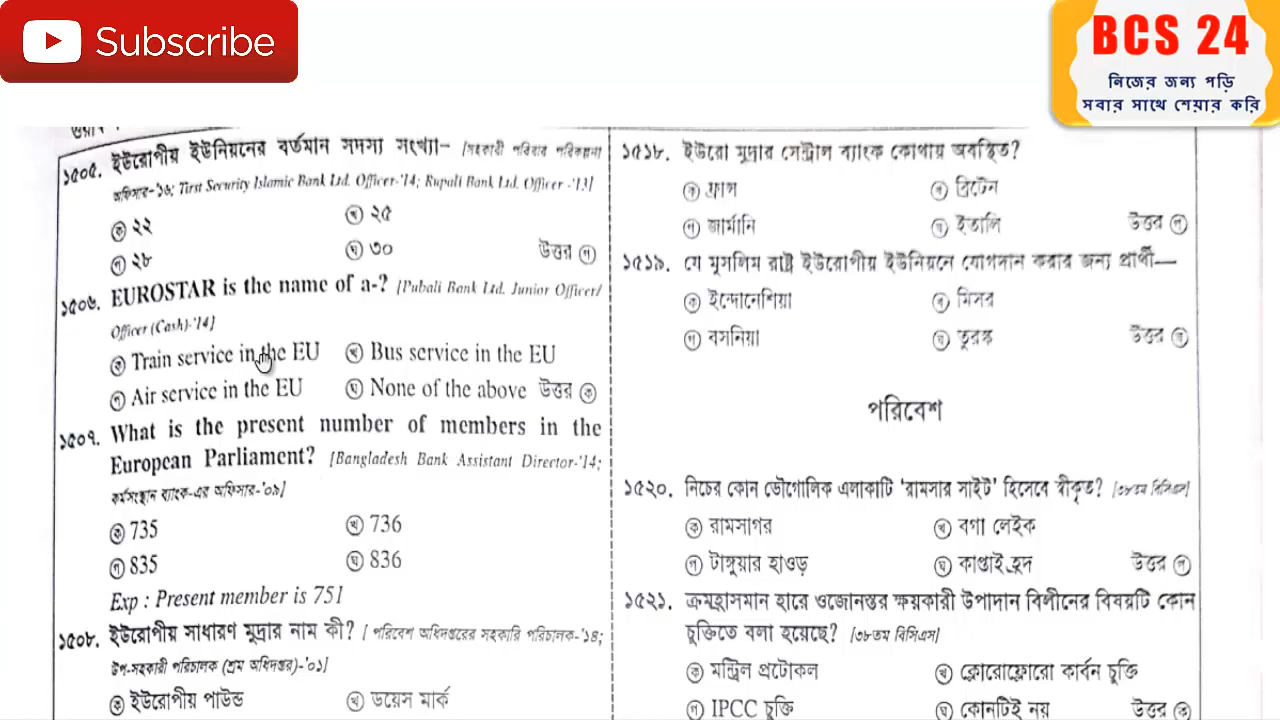 Subscribe
BCS 24
নিজের জন্য পড়ি
সবার সাথে শেয়ার করি
১৫০৫. ইউরোপীয় ইউনিয়নের বর্তমান সদস্য সংখ্যা– [সহকারী পরিবার পরিকল্পনা
অফিসার-'১৬; First Security Islamic Bank Ltd. Officer-'14; Rupali Bank Ltd. Officer -'13]
ক ২২ খ ২৫
গ ২৮ ঘ ৩০ উত্তর গ
১৫০৬. EUROSTAR is the name of a-? [Pubali Bank Ltd. Junior Officer/
Officer (Cash)-'14]
ক Train service in the EU খ Bus service in the EU
গ Air service in the EU ঘ None of the above উত্তর ক
১৫০৭. What is the present number of members in the
European Parliament? [Bangladesh Bank Assistant Director-'14;
কর্মসংস্থান ব্যাংক-এর অফিসার-'০৯]
ক 735 খ 736
গ 835 ঘ 836
Exp : Present member is 751
১৫০৮. ইউরোপীয় সাধারণ মুদ্রার নাম কী? [পরিবেশ অধিদপ্তরের সহকারি পরিচালক-'১৪;
উপ-সহকারী পরিচালক (শ্রম অধিদপ্তর)-'০১]
ক ইউরোপীয় পাউন্ড খ ডয়েস মার্ক
১৫১৮. ইউরো মুদ্রার সেন্ট্রাল ব্যাংক কোথায় অবস্থিত?
ক ফ্রান্স খ ব্রিটেন
গ জার্মানি ঘ ইতালি উত্তর গ
১৫১৯. যে মুসলিম রাষ্ট্র ইউরোপীয় ইউনিয়নে যোগদান করার জন্য প্রার্থী—
ক ইন্দোনেশিয়া খ মিসর
গ বসনিয়া ঘ তুরস্ক উত্তর ঘ
পরিবেশ
১৫২০. নিচের কোন ভৌগোলিক এলাকাটি ‘রামসার সাইট’ হিসেবে স্বীকৃত? [৩৮তম বিসিএস]
ক রামসাগর খ বগা লেইক
গ টাঙ্গুয়ার হাওড় ঘ কাপ্তাই হ্রদ উত্তর গ
১৫২১. ক্রমহ্রাসমান হারে ওজোনস্তর ক্ষয়কারী উপাদান বিলীনের বিষয়টি কোন
চুক্তিতে বলা হয়েছে? [৩৮তম বিসিএস]
ক মন্ট্রিল প্রটোকল খ ক্লোরোফ্লোরো কার্বন চুক্তি
গ IPCC চুক্তি ঘ কোনটিই নয় উত্তর ক